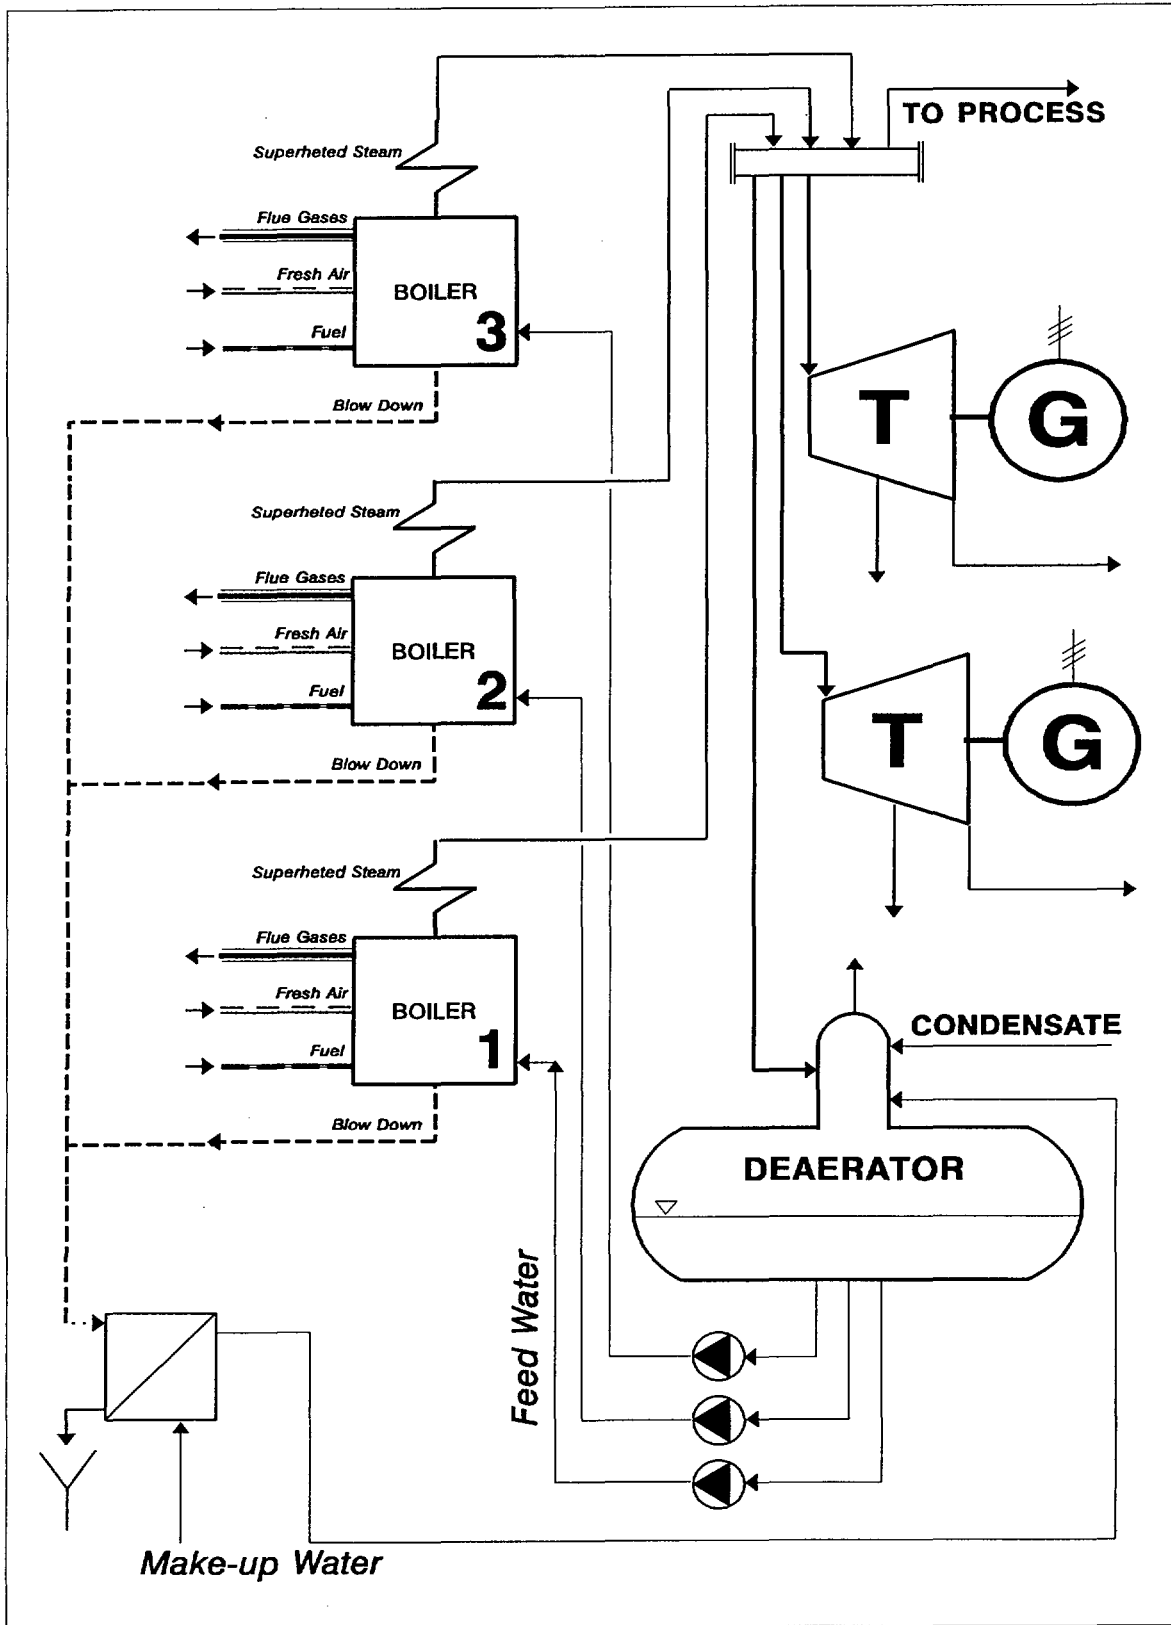 TO PROCESS
Superheted Steam
Flue Gases
Fresh Air
BOILER
Fuel
3
Blow Down
T
G
Superheted Steam
Flue Gases
Fresh Air
BOILER
Fuel
2
Blow Down
T
G
Superheted Steam
Flue Gases
Fresh Air
BOILER
Fuel
1
Blow Down
CONDENSATE
DEAERATOR
Feed Water
Make-up Water